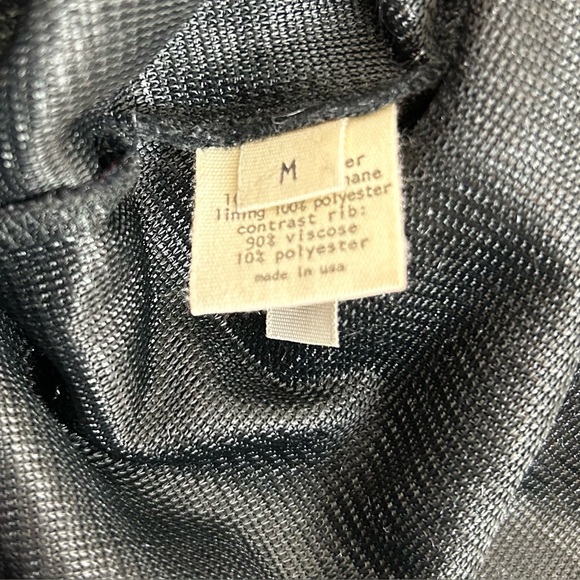 M
lining 100% polyester
contrast rib:
90% viscose
10% polyester
made in usa